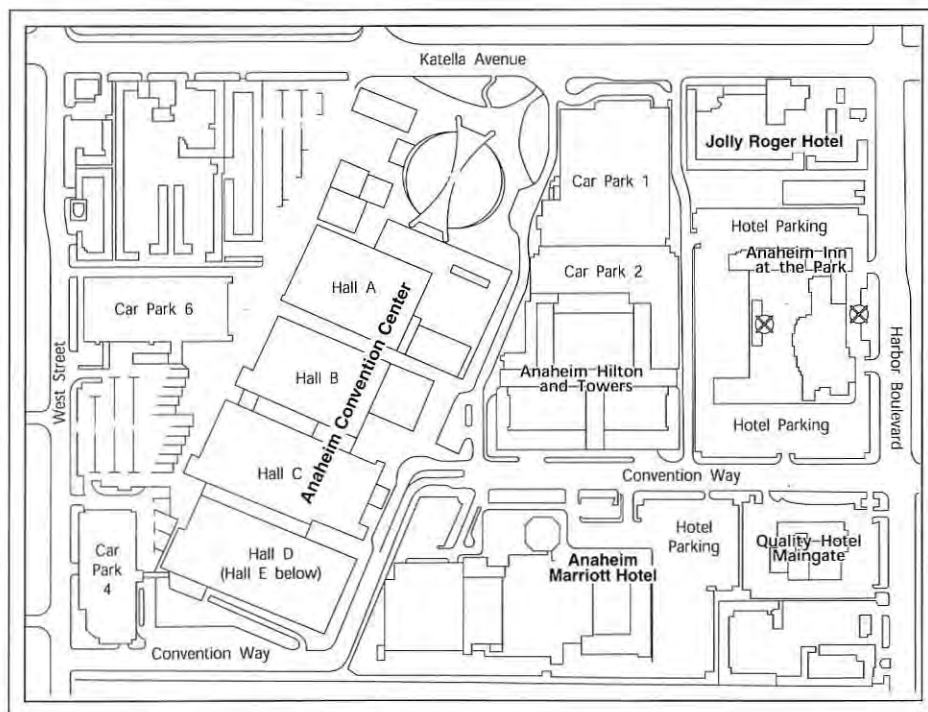 Katella Avenue
Jolly Roger Hotel
Car Park 1
Hotel Parking
Anaheim Inn
at the Park
Car Park 2
Hall A
Car Park 6
Anaheim Convention Center
West Street
Harbor Boulevard
Hall B
Anaheim Hilton
and Towers
Hotel Parking
Hall C
Convention Way
Hotel
Parking
Quality Hotel
Maingate
Car
Park
4
Hall D
(Hall E below)
Anaheim
Marriott Hotel
Convention Way